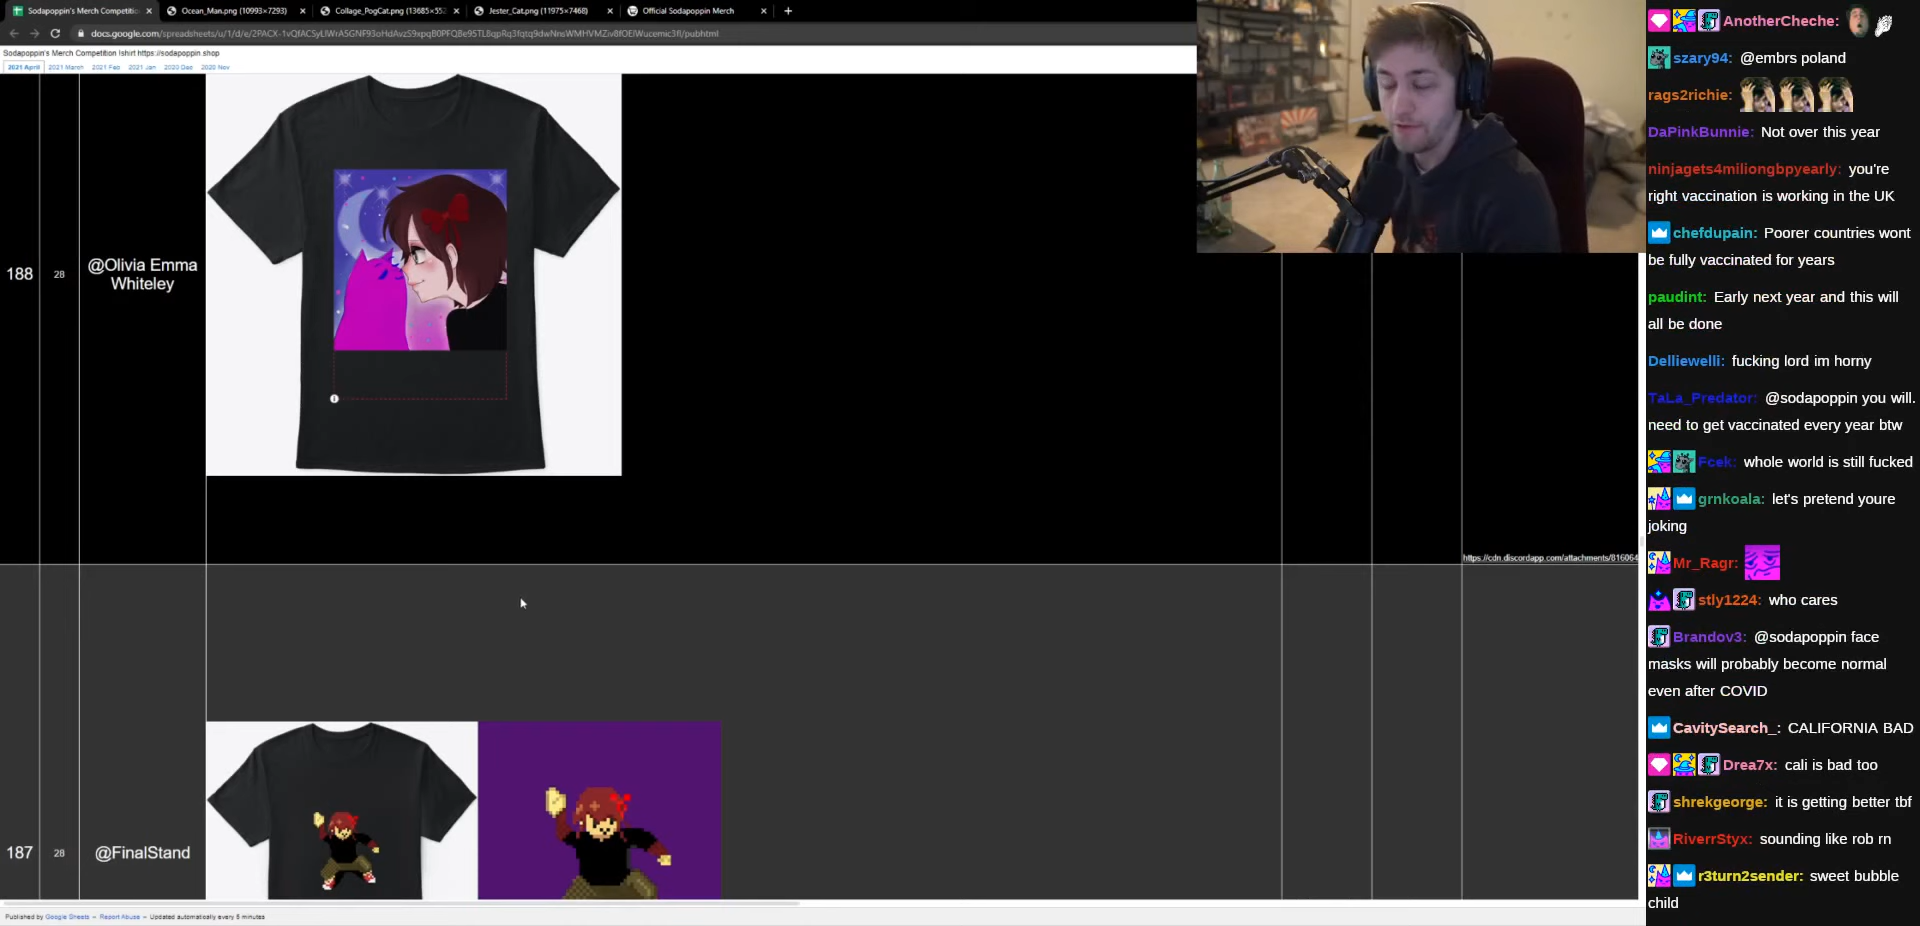 Sodapoppin's Merch Competitio
Ocean_Man.png (10993×7293)
Collage_PogCat.png (13685×55
Jester_Cat.png (11975×7468)
Official Sodapoppin Merch
Sodapoppin's Merch Competition !shirt https://sodapoppin.shop
2021 April 2021 March 2021 Feb 2021 Jan 2020 Dec 2020 Nov
188 28 @Olivia Emma
Whiteley
https://cdn.discordapp.com/attachments/816064
187 28 @FinalStand
Published by Google Sheets – Report Abuse – Updated automatically every 5 minutes
AnotherCheche:
szary94: @embrs poland
rags2richie:
DaPinkBunnie: Not over this year
ninjagets4miliongbpyearly: you're
right vaccination is working in the UK
chefdupain: Poorer countries wont
be fully vaccinated for years
paudint: Early next year and this will
all be done
Delliewelli: fucking lord im horny
TaLa_Predator: @sodapoppin you will.
need to get vaccinated every year btw
Fcek: whole world is still fucked
grnkoala: let's pretend youre
joking
Mr_Ragr:
stly1224: who cares
Brandov3: @sodapoppin face
masks will probably become normal
even after COVID
CavitySearch_: CALIFORNIA BAD
Drea7x: cali is bad too
shrekgeorge: it is getting better tbf
RiverrStyx: sounding like rob rn
r3turn2sender: sweet bubble
child